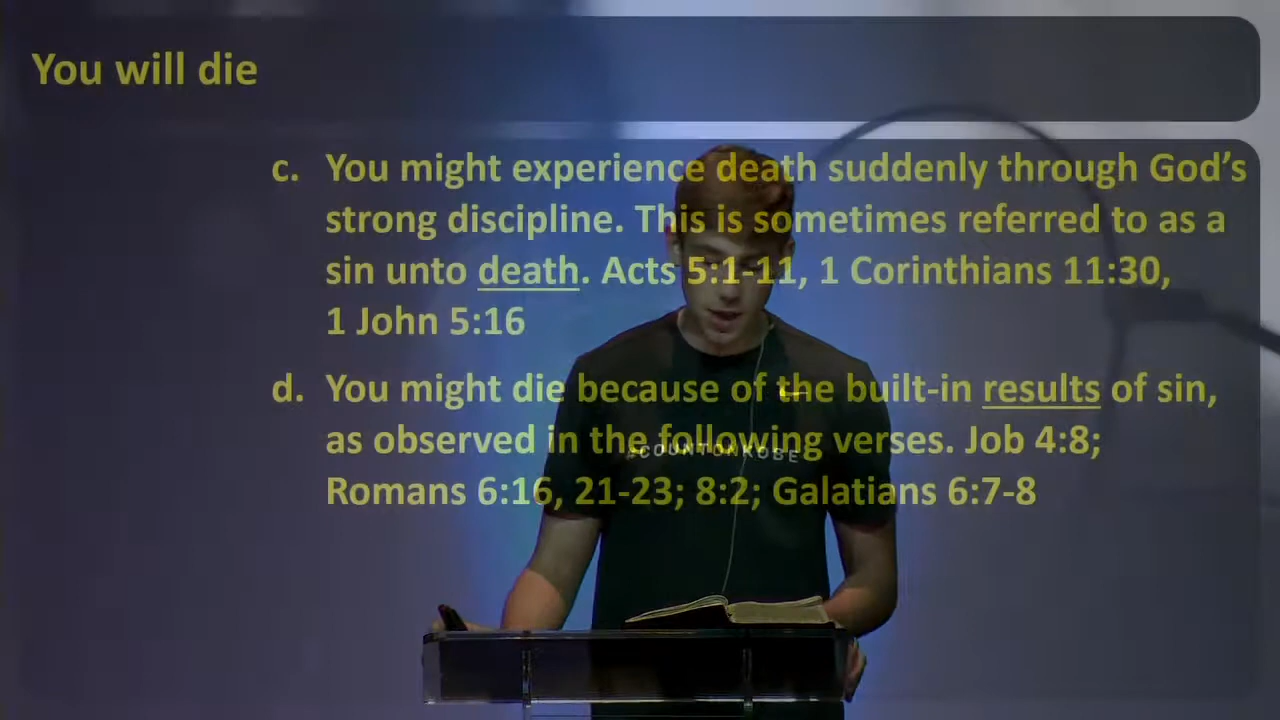 You will die
c. You might experience death suddenly through God’s
strong discipline. This is sometimes referred to as a
sin unto death. Acts 5:1-11, 1 Corinthians 11:30,
1 John 5:16
d. You might die because of the built-in results of sin,
as observed in the following verses. Job 4:8;
Romans 6:16, 21-23; 8:2; Galatians 6:7-8
#COUNTONKOBE